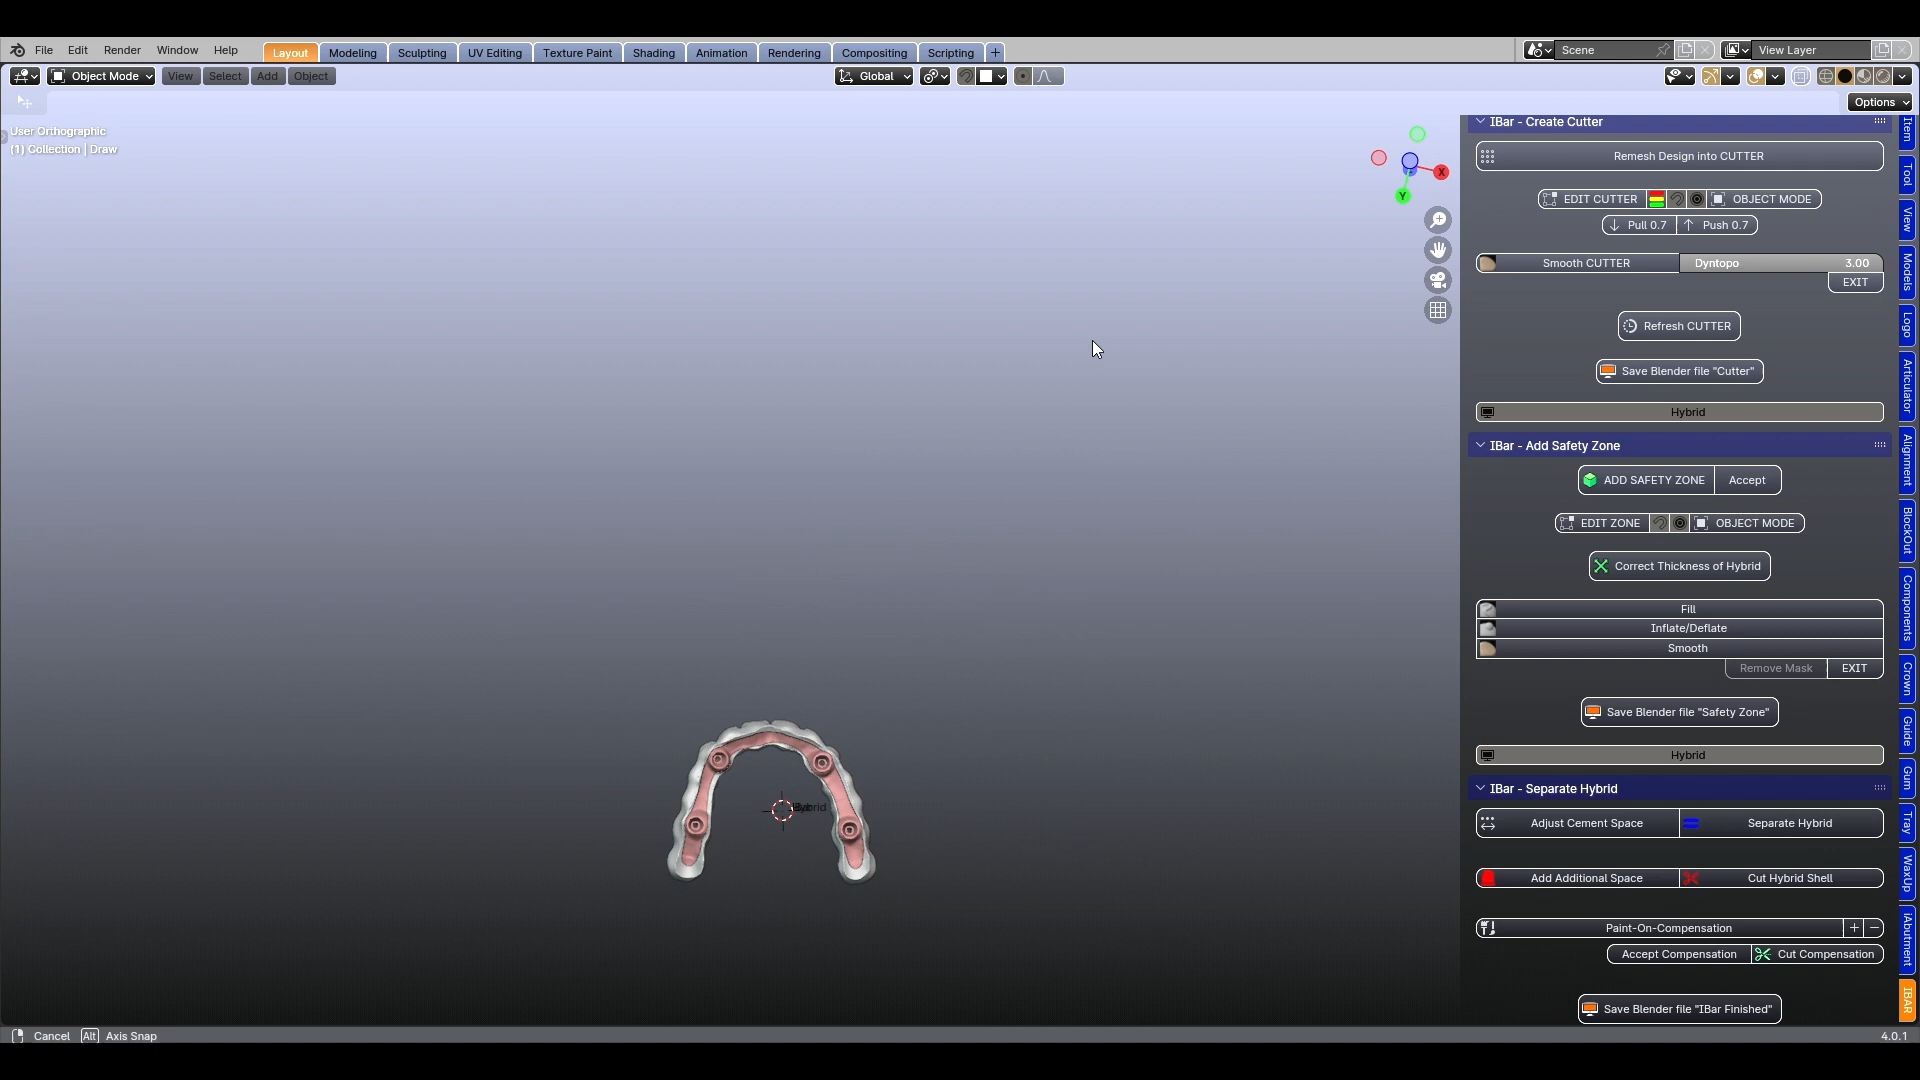 File Edit Render Window Help Layout Modeling Sculpting UV Editing Texture Paint Shading Animation Rendering Compositing Scripting + Scene View Layer
Object Mode View Select Add Object Global
Options
User Orthographic
(1) Collection | Draw
X
Y
IBar - Create Cutter
Remesh Design into CUTTER
EDIT CUTTER OBJECT MODE
Pull 0.7 Push 0.7
Smooth CUTTER Dyntopo 3.00
EXIT
Refresh CUTTER
Save Blender file "Cutter"
Hybrid
IBar - Add Safety Zone
ADD SAFETY ZONE Accept
EDIT ZONE OBJECT MODE
Correct Thickness of Hybrid
Fill
Inflate/Deflate
Smooth
Remove Mask EXIT
Save Blender file "Safety Zone"
Hybrid
IBar - Separate Hybrid
Adjust Cement Space Separate Hybrid
Add Additional Space Cut Hybrid Shell
Paint-On-Compensation + −
Accept Compensation Cut Compensation
Save Blender file "IBar Finished"
Item
Tool
View
Models
Logo
Articulator
Alignment
BlockOut
Components
Crown
Guide
Gum
Tray
WaxUp
iAbutment
IBAR
Cancel Alt Axis Snap 4.0.1